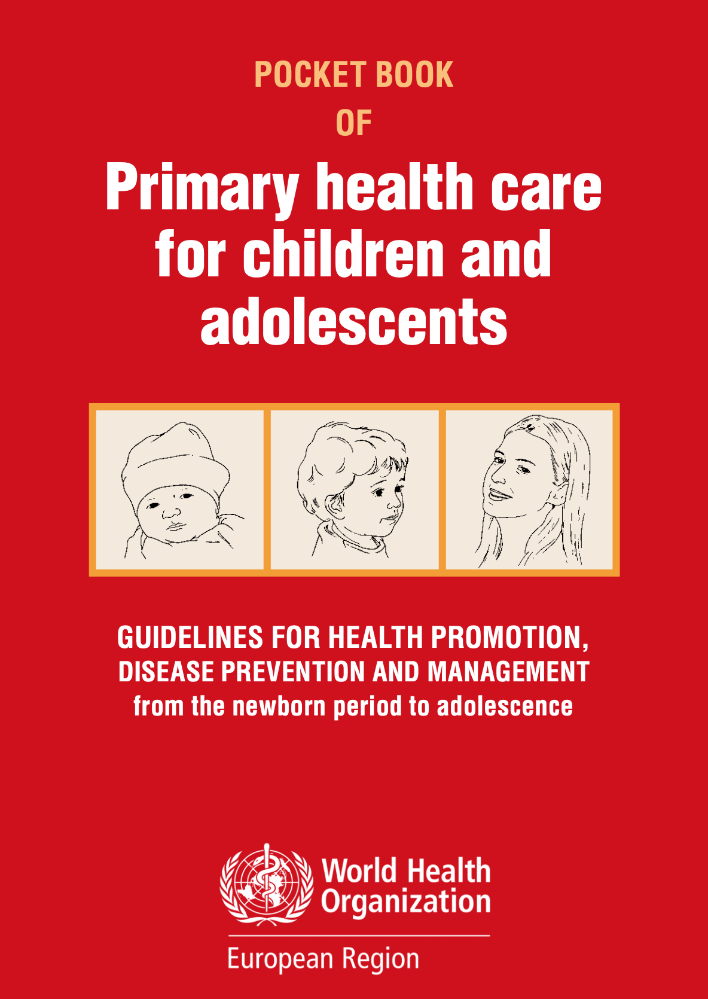 POCKET BOOK
OF
Primary health care
for children and
adolescents
GUIDELINES FOR HEALTH PROMOTION,
DISEASE PREVENTION AND MANAGEMENT
from the newborn period to adolescence
World Health
Organization
European Region